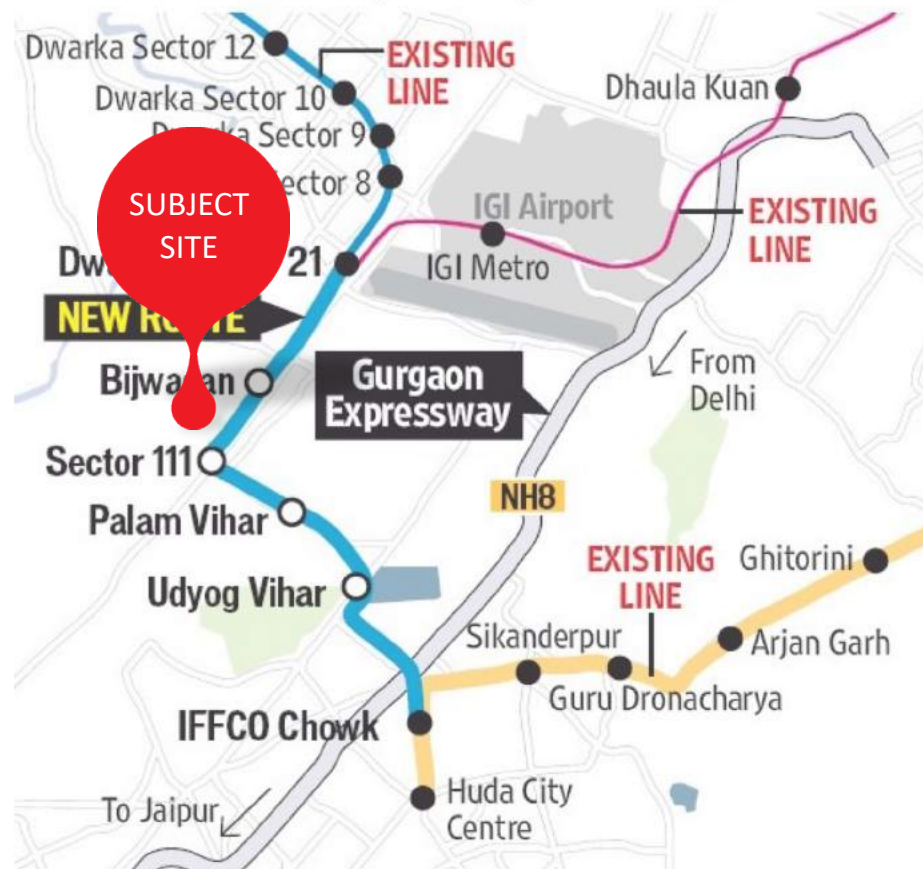 Dwarka Sector 12
EXISTING
LINE
Dwarka Sector 10
Dhaula Kuan
Sector 9
ector 8
SUBJECT
SITE
IGI Airport
EXISTING
LINE
IGI Metro
21
NEW
From
Delhi
Gurgaon
Expressway
Sector 111
NH8
Palam Vihar
EXISTING
LINE
Ghitorini
Udyog Vihar
Sikanderpur
Arjan Garh
Guru Dronacharya
IFFCO Chowk
Huda City
Centre
To Jaipur